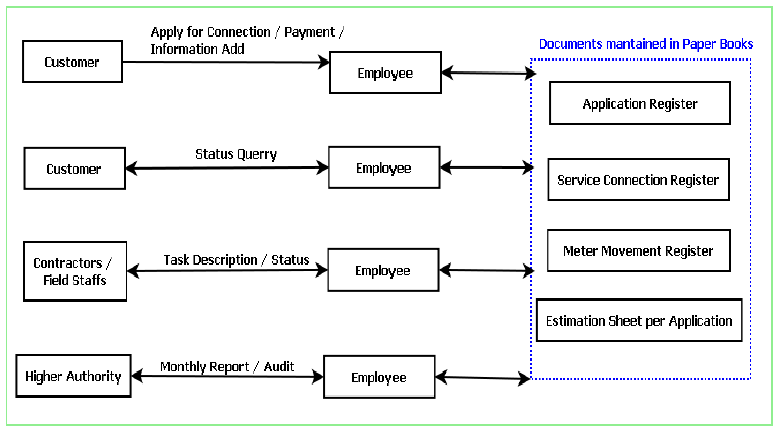 Apply for Connection / Payment /
Information Add
Documents mantained in Paper Books
Customer
Employee
Application Register
Status Querry
Customer
Employee
Service Connection Register
Contractors /
Field Staffs
Task Description / Status
Employee
Meter Movement Register
Estimation Sheet per Application
Higher Authority
Monthly Report / Audit
Employee